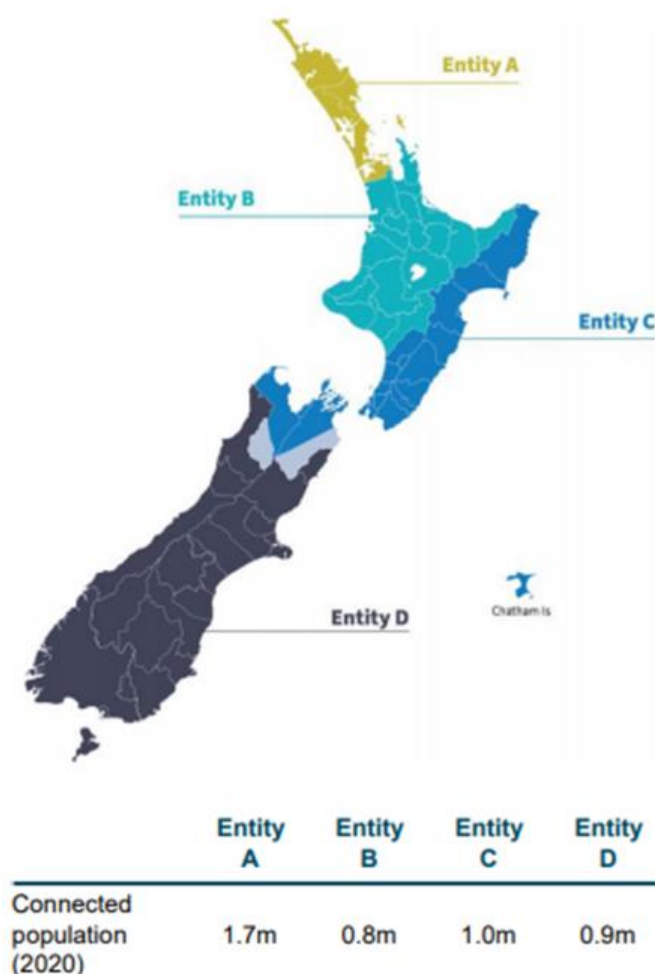 Entity A
Entity B
Entity C
Entity D
Chatham Is
Entity Entity Entity Entity
A B C D
Connected
population 1.7m 0.8m 1.0m 0.9m
(2020)